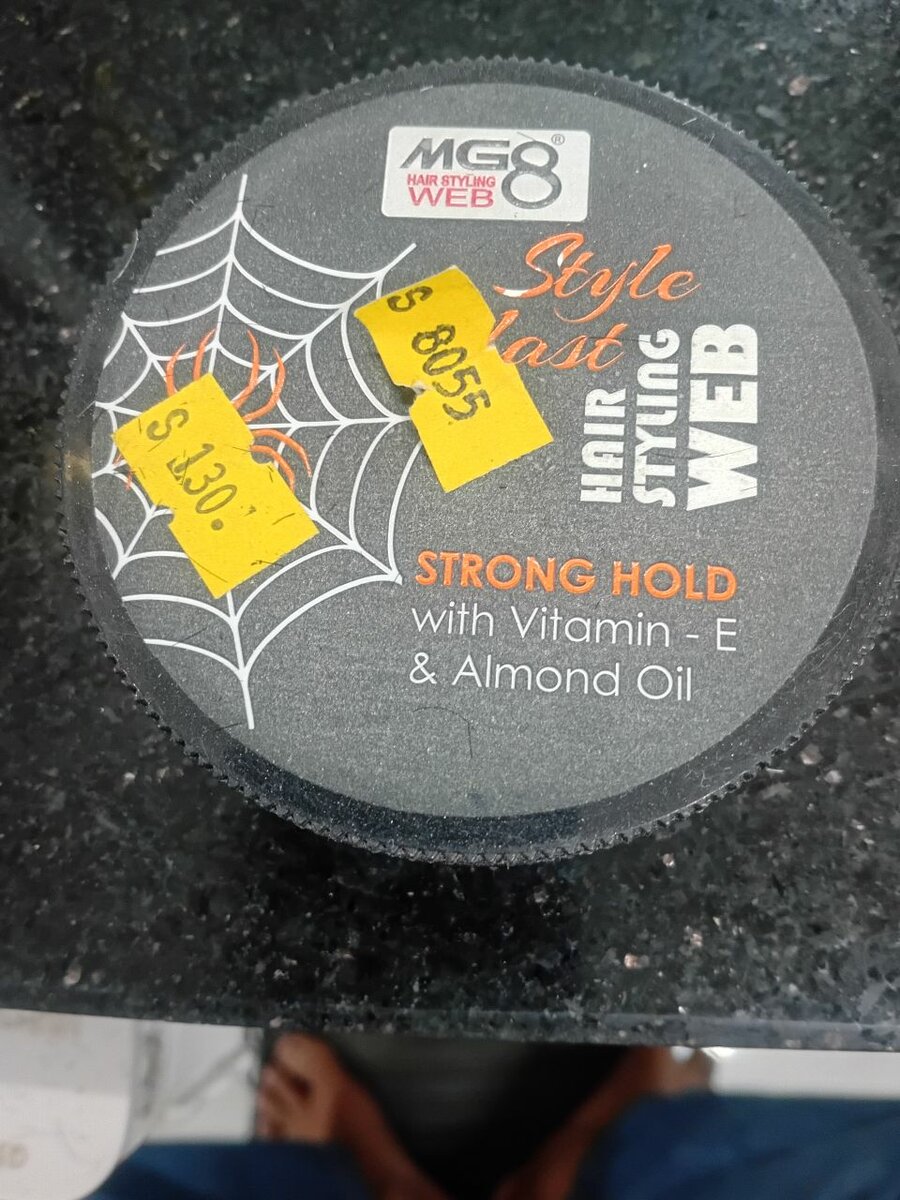 MG8®
HAIR STYLING
WEB
Style
last
HAIR
STYLING
WEB
S 8055
S 130.
STRONG HOLD
with Vitamin - E
& Almond Oil